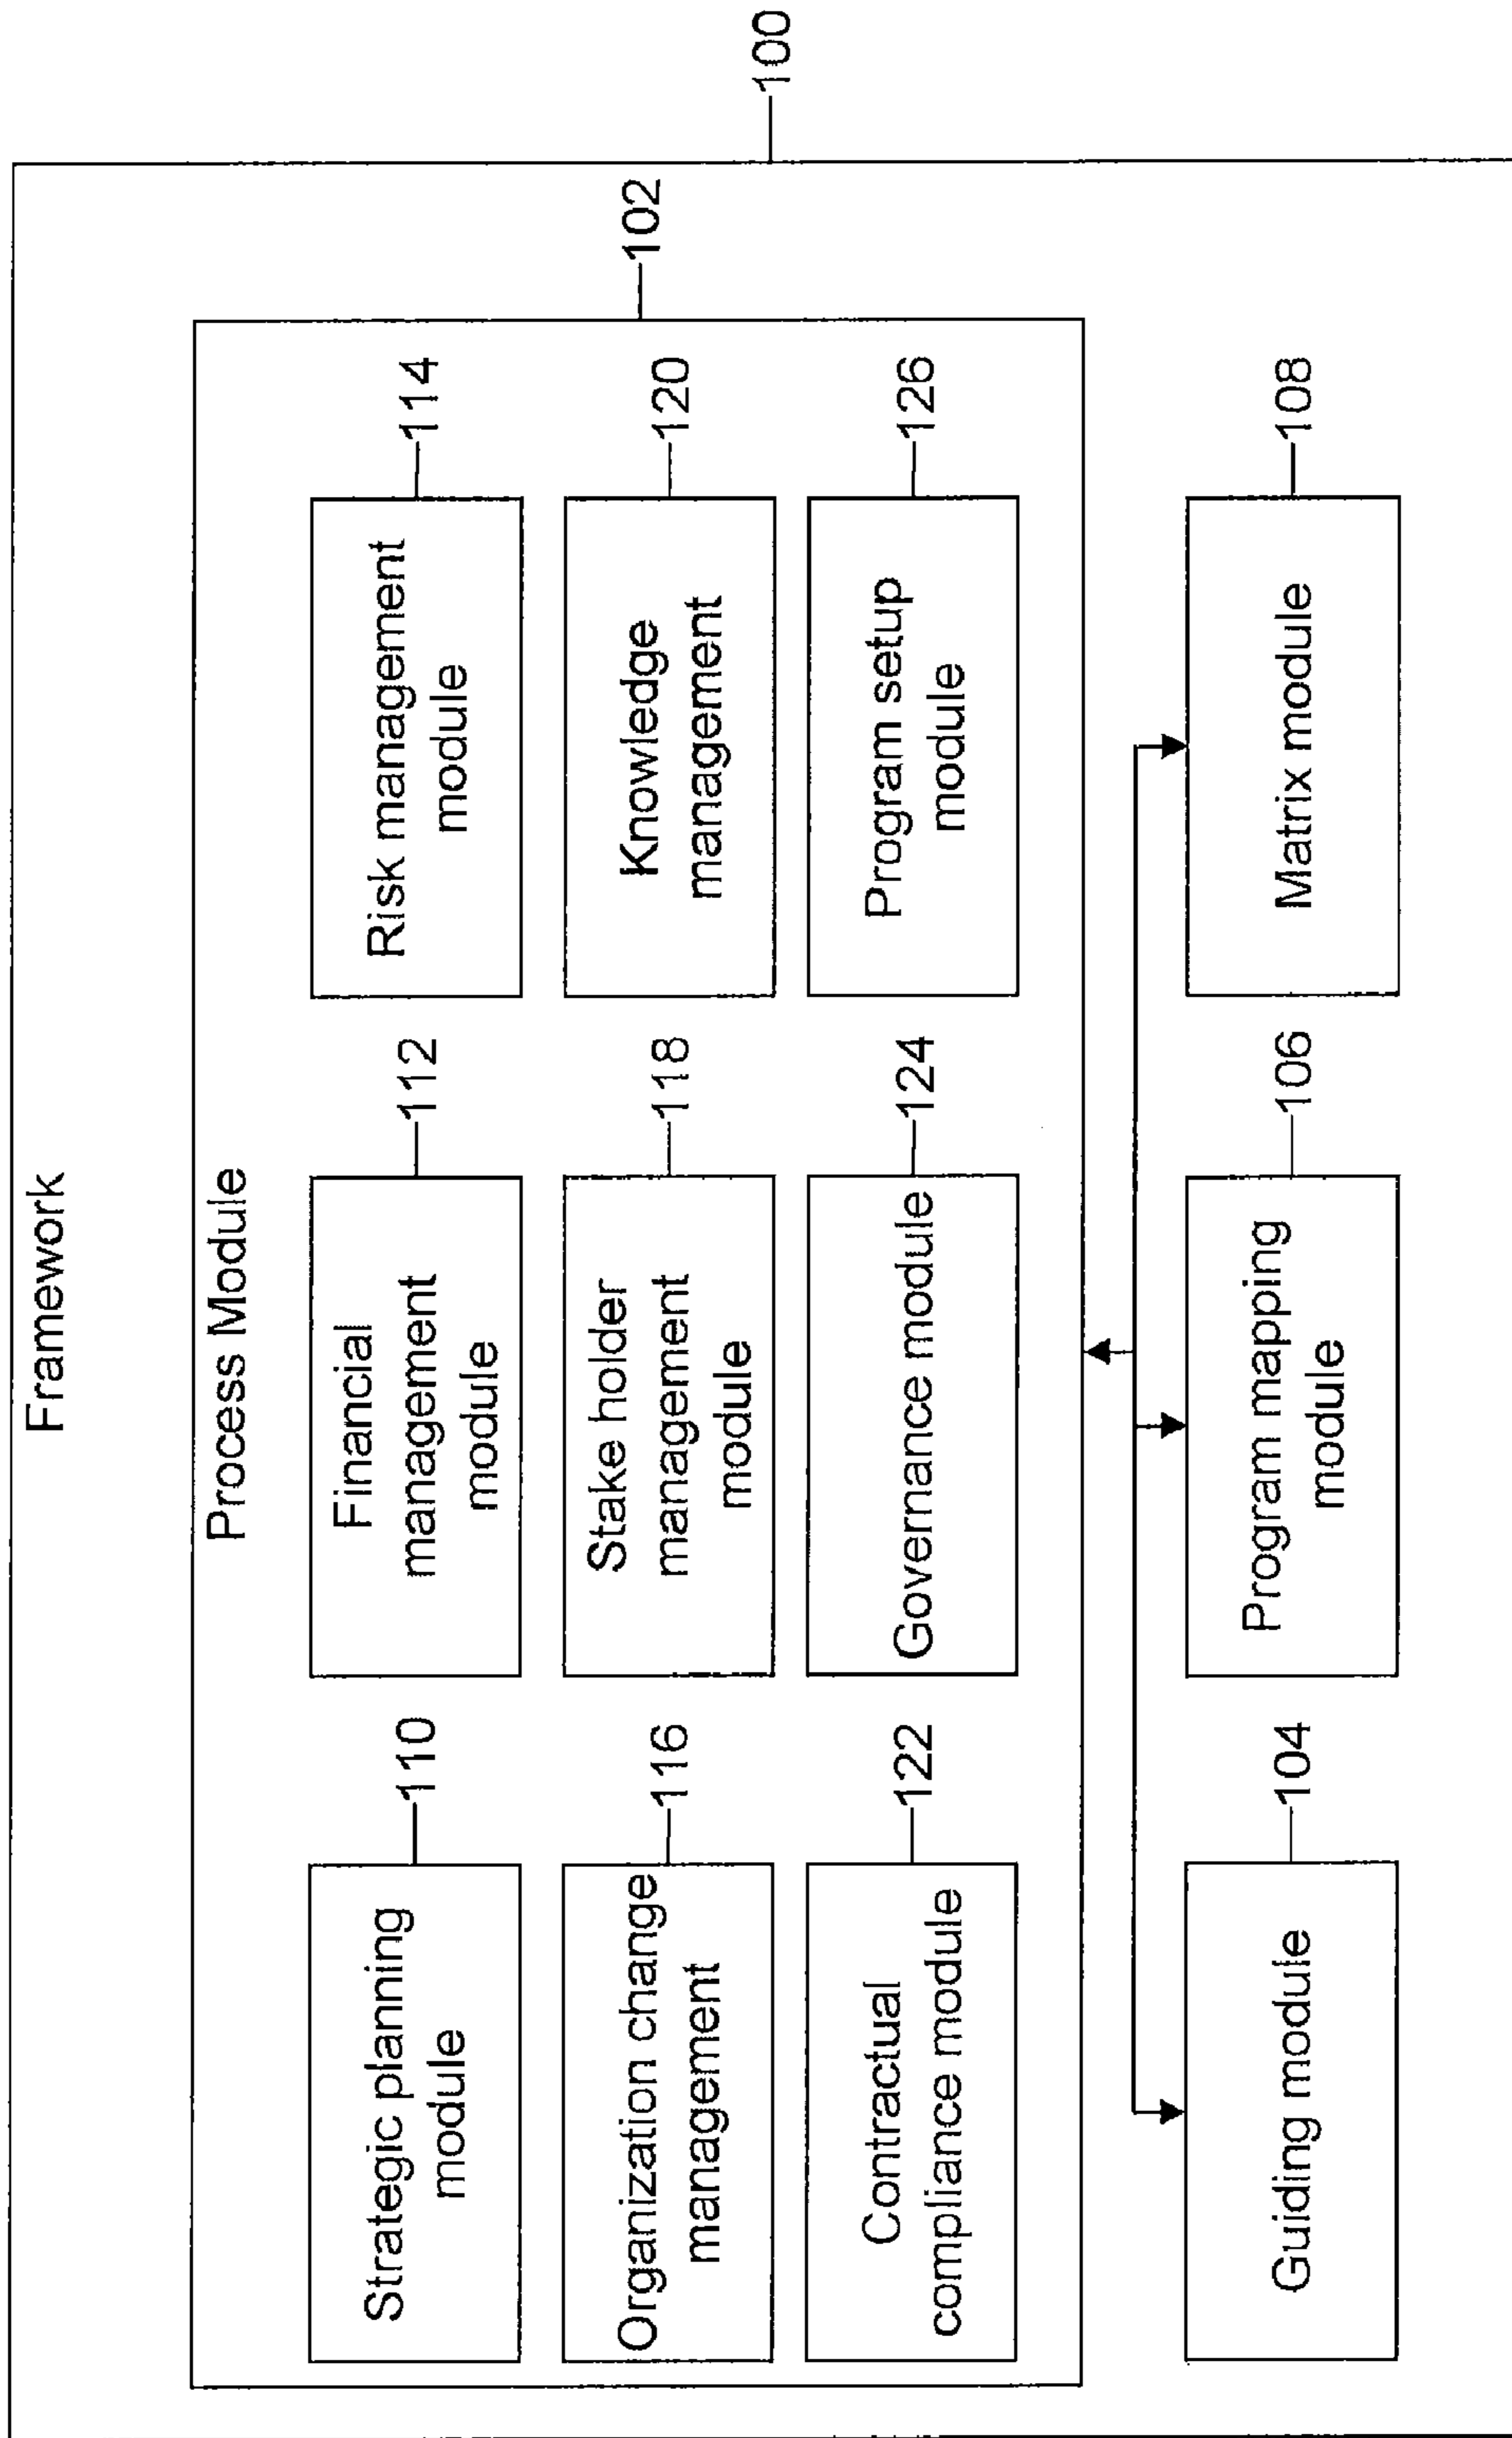 Framework
100
Process Module
102
Strategic planning
module
110
Financial
management
module
112
Risk management
module
114
Organization change
management
116
Stake holder
management
module
118
Knowledge
management
120
Contractual
compliance module
122
Governance module
124
Program setup
module
126
Guiding module
104
Program mapping
module
106
Matrix module
108